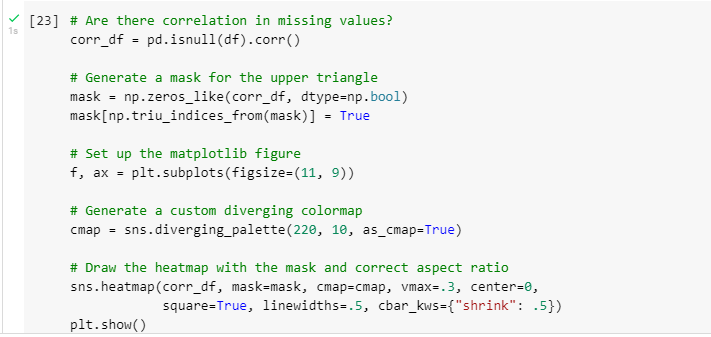 [23] # Are there correlation in missing values?
1s
corr_df = pd.isnull(df).corr()
# Generate a mask for the upper triangle
mask = np.zeros_like(corr_df, dtype=np.bool)
mask[np.triu_indices_from(mask)] = True
# Set up the matplotlib figure
f, ax = plt.subplots(figsize=(11, 9))
# Generate a custom diverging colormap
cmap = sns.diverging_palette(220, 10, as_cmap=True)
# Draw the heatmap with the mask and correct aspect ratio
sns.heatmap(corr_df, mask=mask, cmap=cmap, vmax=.3, center=0,
            square=True, linewidths=.5, cbar_kws={"shrink": .5})
plt.show()